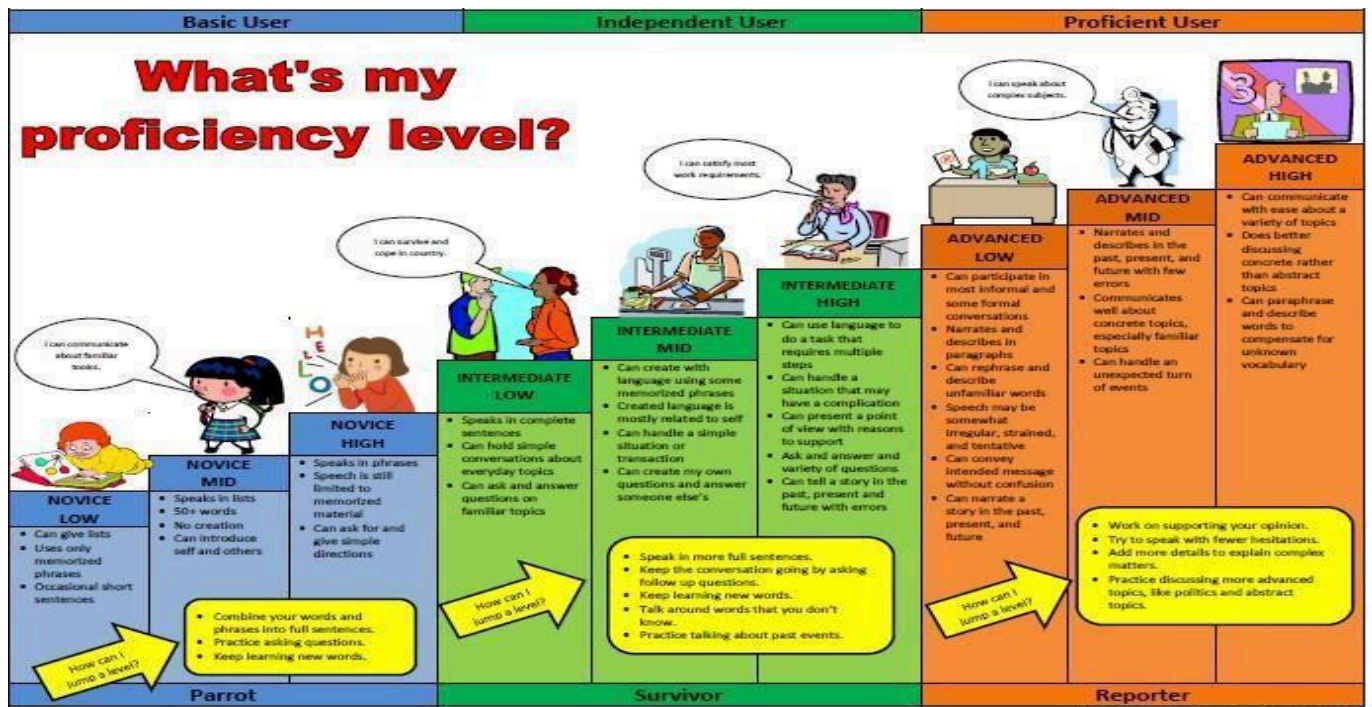 Basic User
Independent User
Proficient User
What's my
proficiency level?
I can communicate
about familiar
I can survive and
cope in country.
I can satisfy most
work requirements.
I can speak about
complex subjects.
HELLO
3
NOVICE
LOW
• Can give lists
• Uses only
memorized
phrases
• Occasional short
sentences
NOVICE
MID
• Speaks in lists
• 50+ words
• No creation
• Can introduce
self and others
NOVICE
HIGH
• Speaks in phrases
• Speech is still
limited to
memorized
material
• Can ask for and
give simple
directions
How can I
jump a level?
• Combine your words and
phrases into full sentences.
• Practice asking questions.
• Keep learning new words.
INTERMEDIATE
LOW
• Speaks in complete
sentences
• Can hold simple
conversations about
everyday topics
• Can ask and answer
questions on
familiar topics
INTERMEDIATE
MID
• Can create with
language using some
memorized phrases
• Created language is
mostly related to self
• Can handle a simple
situation or
transaction
• Can create my own
questions and answer
someone else's
INTERMEDIATE
HIGH
• Can use language to
do a task that
requires multiple
steps
• Can handle a
situation that may
have a complication
• Can present a point
of view with reasons
to support
• Ask and answer and
variety of questions
• Can tell a story in the
past, present and
future with errors
How can I
jump a level?
• Speak in more full sentences.
• Keep the conversation going by asking
follow up questions.
• Keep learning new words.
• Talk around words that you don't
know.
• Practice talking about past events.
ADVANCED
LOW
• Can participate in
most informal and
some formal
conversations
• Narrates and
describes in
paragraphs
• Can rephrase and
describe
unfamiliar words
• Speech may be
somewhat
irregular, strained,
and tentative
• Can convey
intended message
without confusion
• Can narrate a
story in the past,
present, and
future
ADVANCED
MID
• Narrates and
describes in the
past, present, and
future with few
errors
• Communicates
well about
concrete topics,
especially familiar
topics
• Can handle an
unexpected turn
of events
ADVANCED
HIGH
• Can communicate
with ease about a
variety of topics
• Does better
discussing
concrete rather
than abstract
topics
• Can paraphrase
and describe
words to
compensate for
unknown
vocabulary
How can I
jump a level?
• Work on supporting your opinion.
• Try to speak with fewer hesitations.
• Add more details to explain complex
matters.
• Practice discussing more advanced
topics, like politics and abstract
topics.
Parrot
Survivor
Reporter